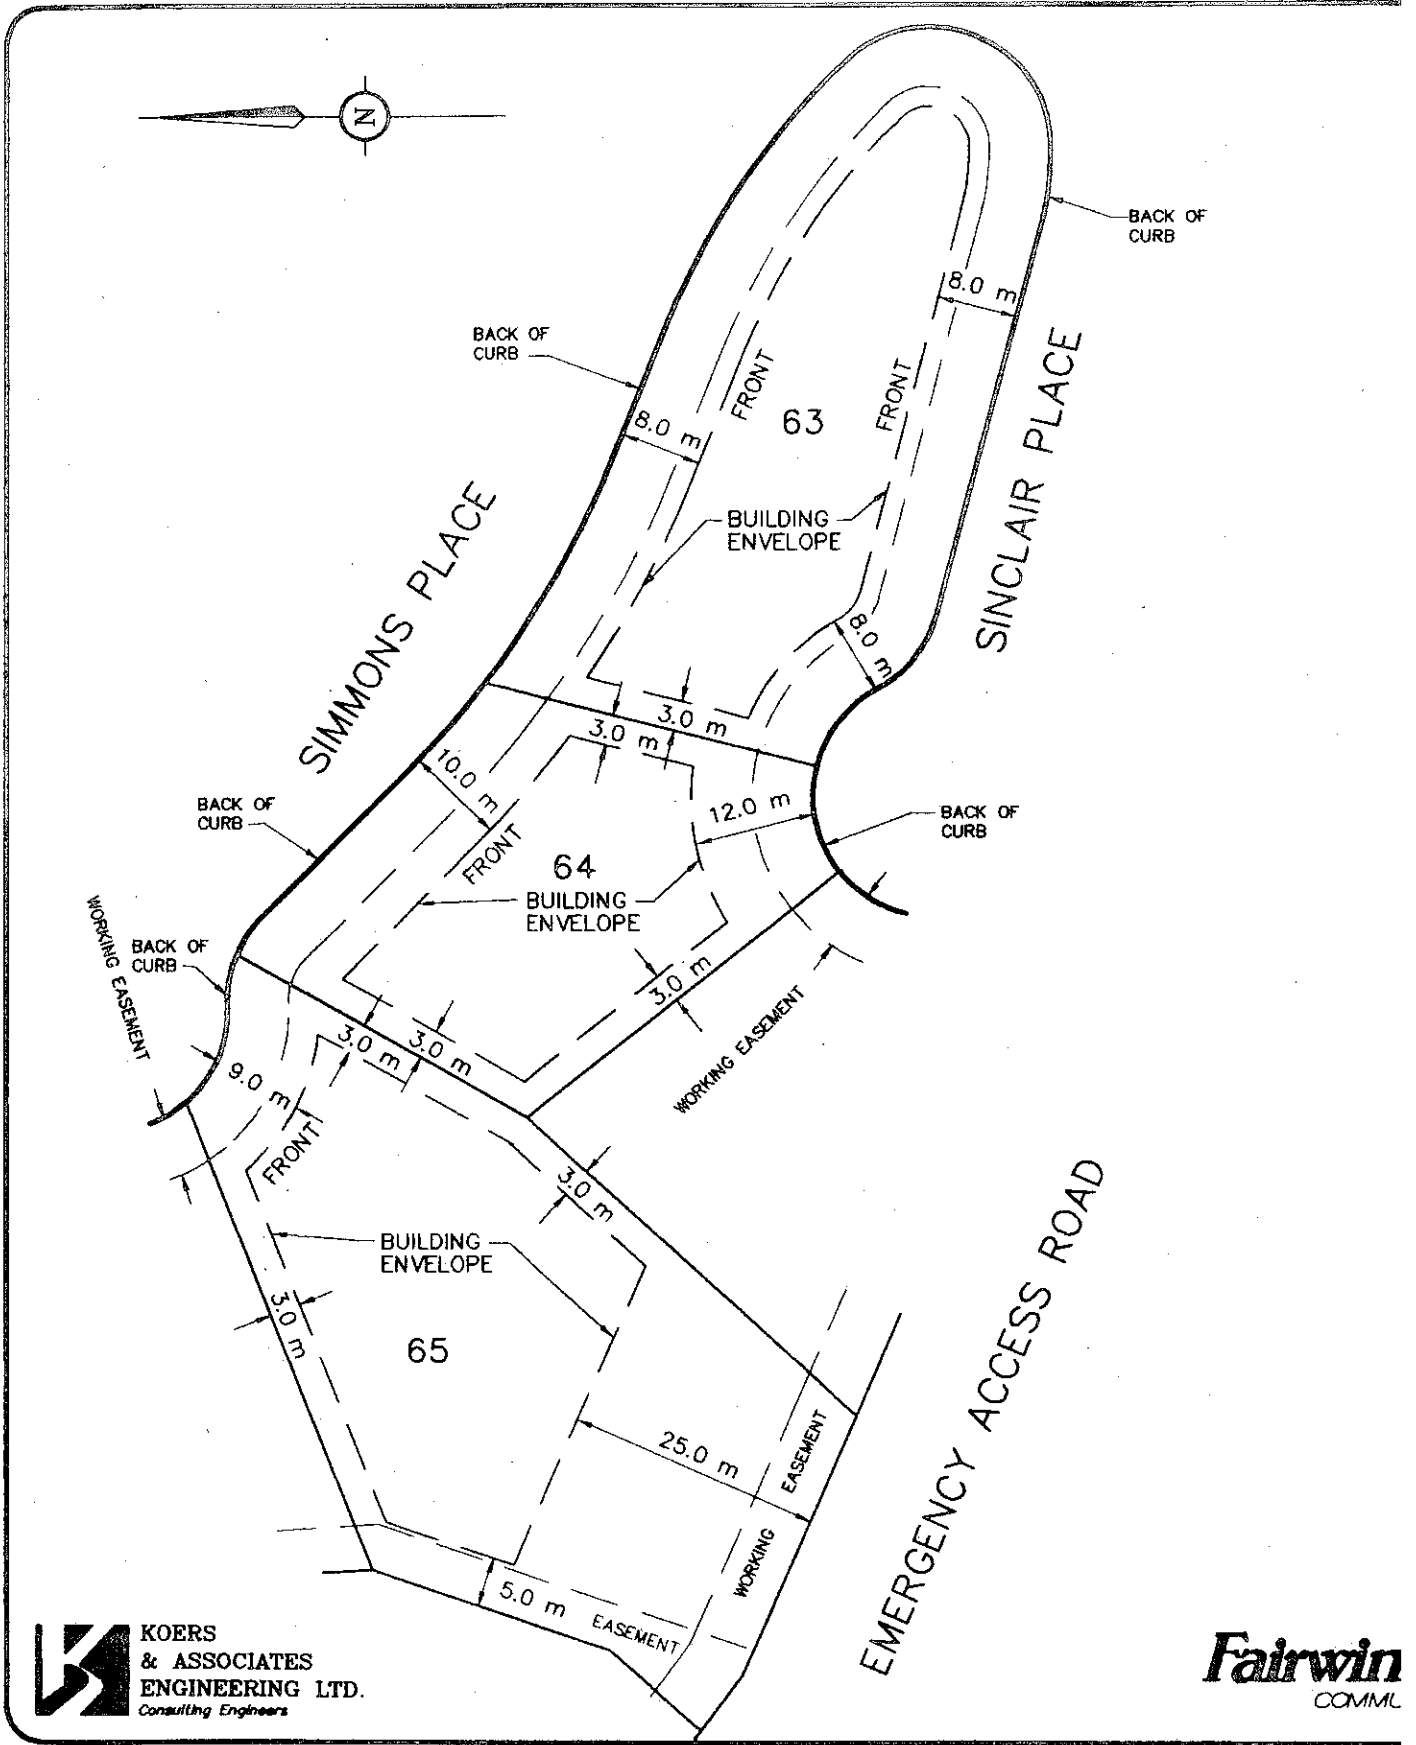 N
BACK OF
CURB
8.0 m
BACK OF
CURB
FRONT
FRONT
63
8.0 m
SINCLAIR PLACE
BUILDING
ENVELOPE
SIMMONS PLACE
8.0 m
3.0 m
3.0 m
10.0 m
12.0 m
BACK OF
CURB
BACK OF
CURB
FRONT
64
BUILDING
ENVELOPE
WORKING EASEMENT
BACK OF
CURB
3.0 m
WORKING EASEMENT
3.0 m
3.0 m
9.0 m
FRONT
3.0 m
BUILDING
ENVELOPE
3.0 m
65
EMERGENCY ACCESS ROAD
25.0 m
WORKING EASEMENT
5.0 m
EASEMENT
KOERS
& ASSOCIATES
ENGINEERING LTD.
Consulting Engineers
Fairwin
COMMU